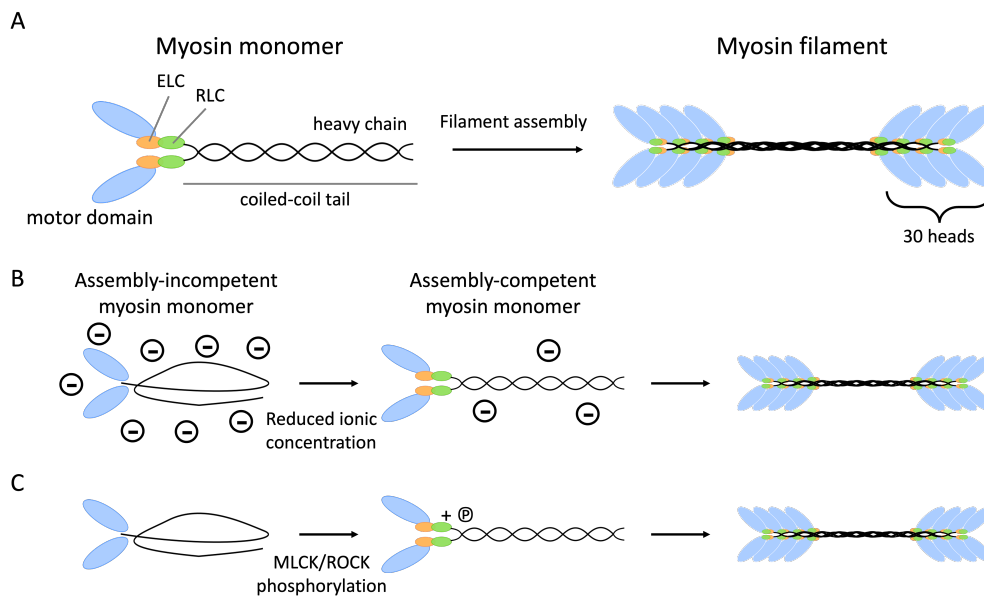 A
Myosin monomer
Myosin filament
ELC
RLC
heavy chain
Filament assembly
coiled-coil tail
motor domain
30 heads
B
Assembly-incompetent
myosin monomer
Assembly-competent
myosin monomer
Reduced ionic
concentration
C
+ Ⓟ
MLCK/ROCK
phosphorylation